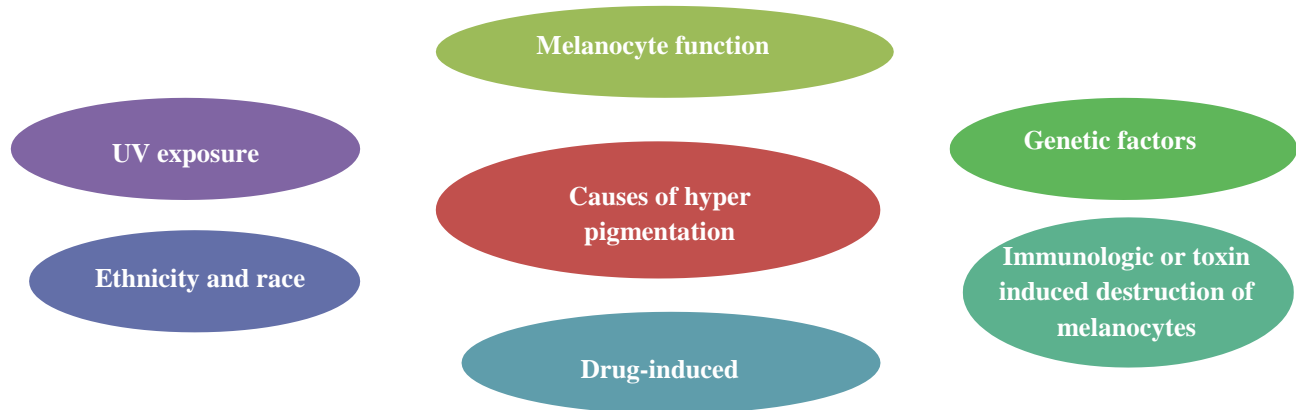 Melanocyte function
UV exposure
Genetic factors
Causes of hyper
pigmentation
Ethnicity and race
Immunologic or toxin
induced destruction of
melanocytes
Drug-induced